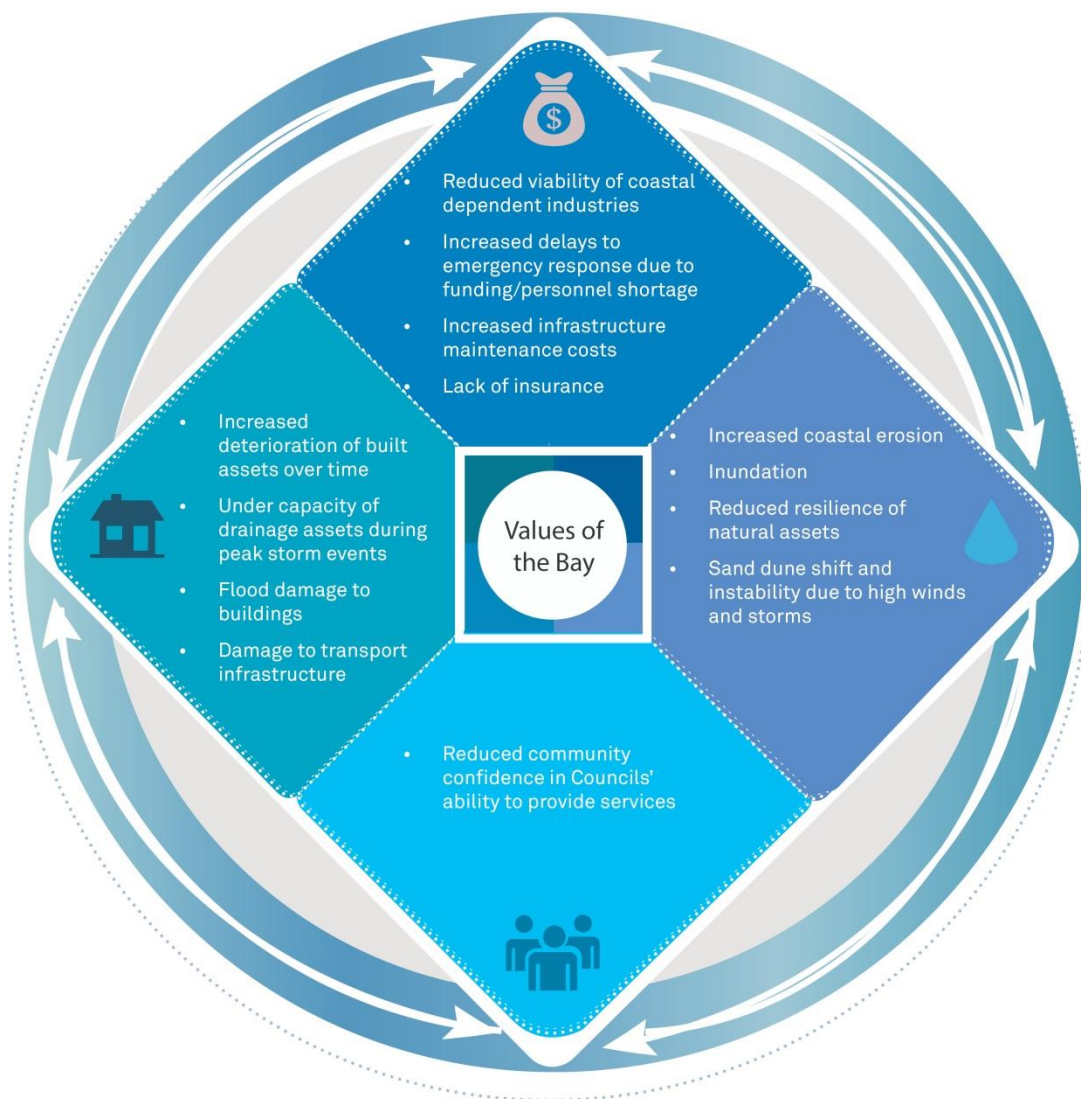 $
• Reduced viability of coastal
dependent industries
• Increased delays to
emergency response due to
funding/personnel shortage
• Increased infrastructure
maintenance costs
• Lack of insurance
• Increased
deterioration of built
assets over time
• Under capacity of
drainage assets during
peak storm events
• Flood damage to
buildings
• Damage to transport
infrastructure
Values of
the Bay
• Increased coastal erosion
• Inundation
• Reduced resilience of
natural assets
• Sand dune shift and
instability due to high winds
and storms
• Reduced community
confidence in Councils'
ability to provide services